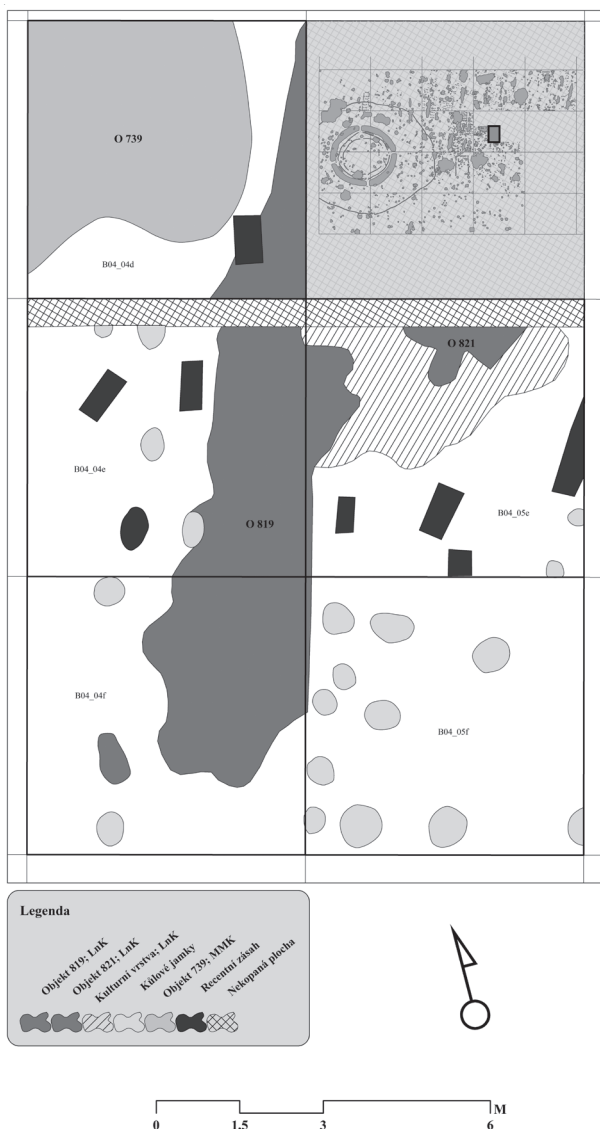 O 739
B04_04d
O 821
B04_04e
O 819
B04_05e
B04_04f
B04_05f
Legenda
Objekt 819; LnK
Objekt 821; LnK
Kulturní vrstva; LnK
Kůlové jamky
Objekt 739; MMK
Recentní zásah
Nekopaná plocha
M
0 1.5 3 6